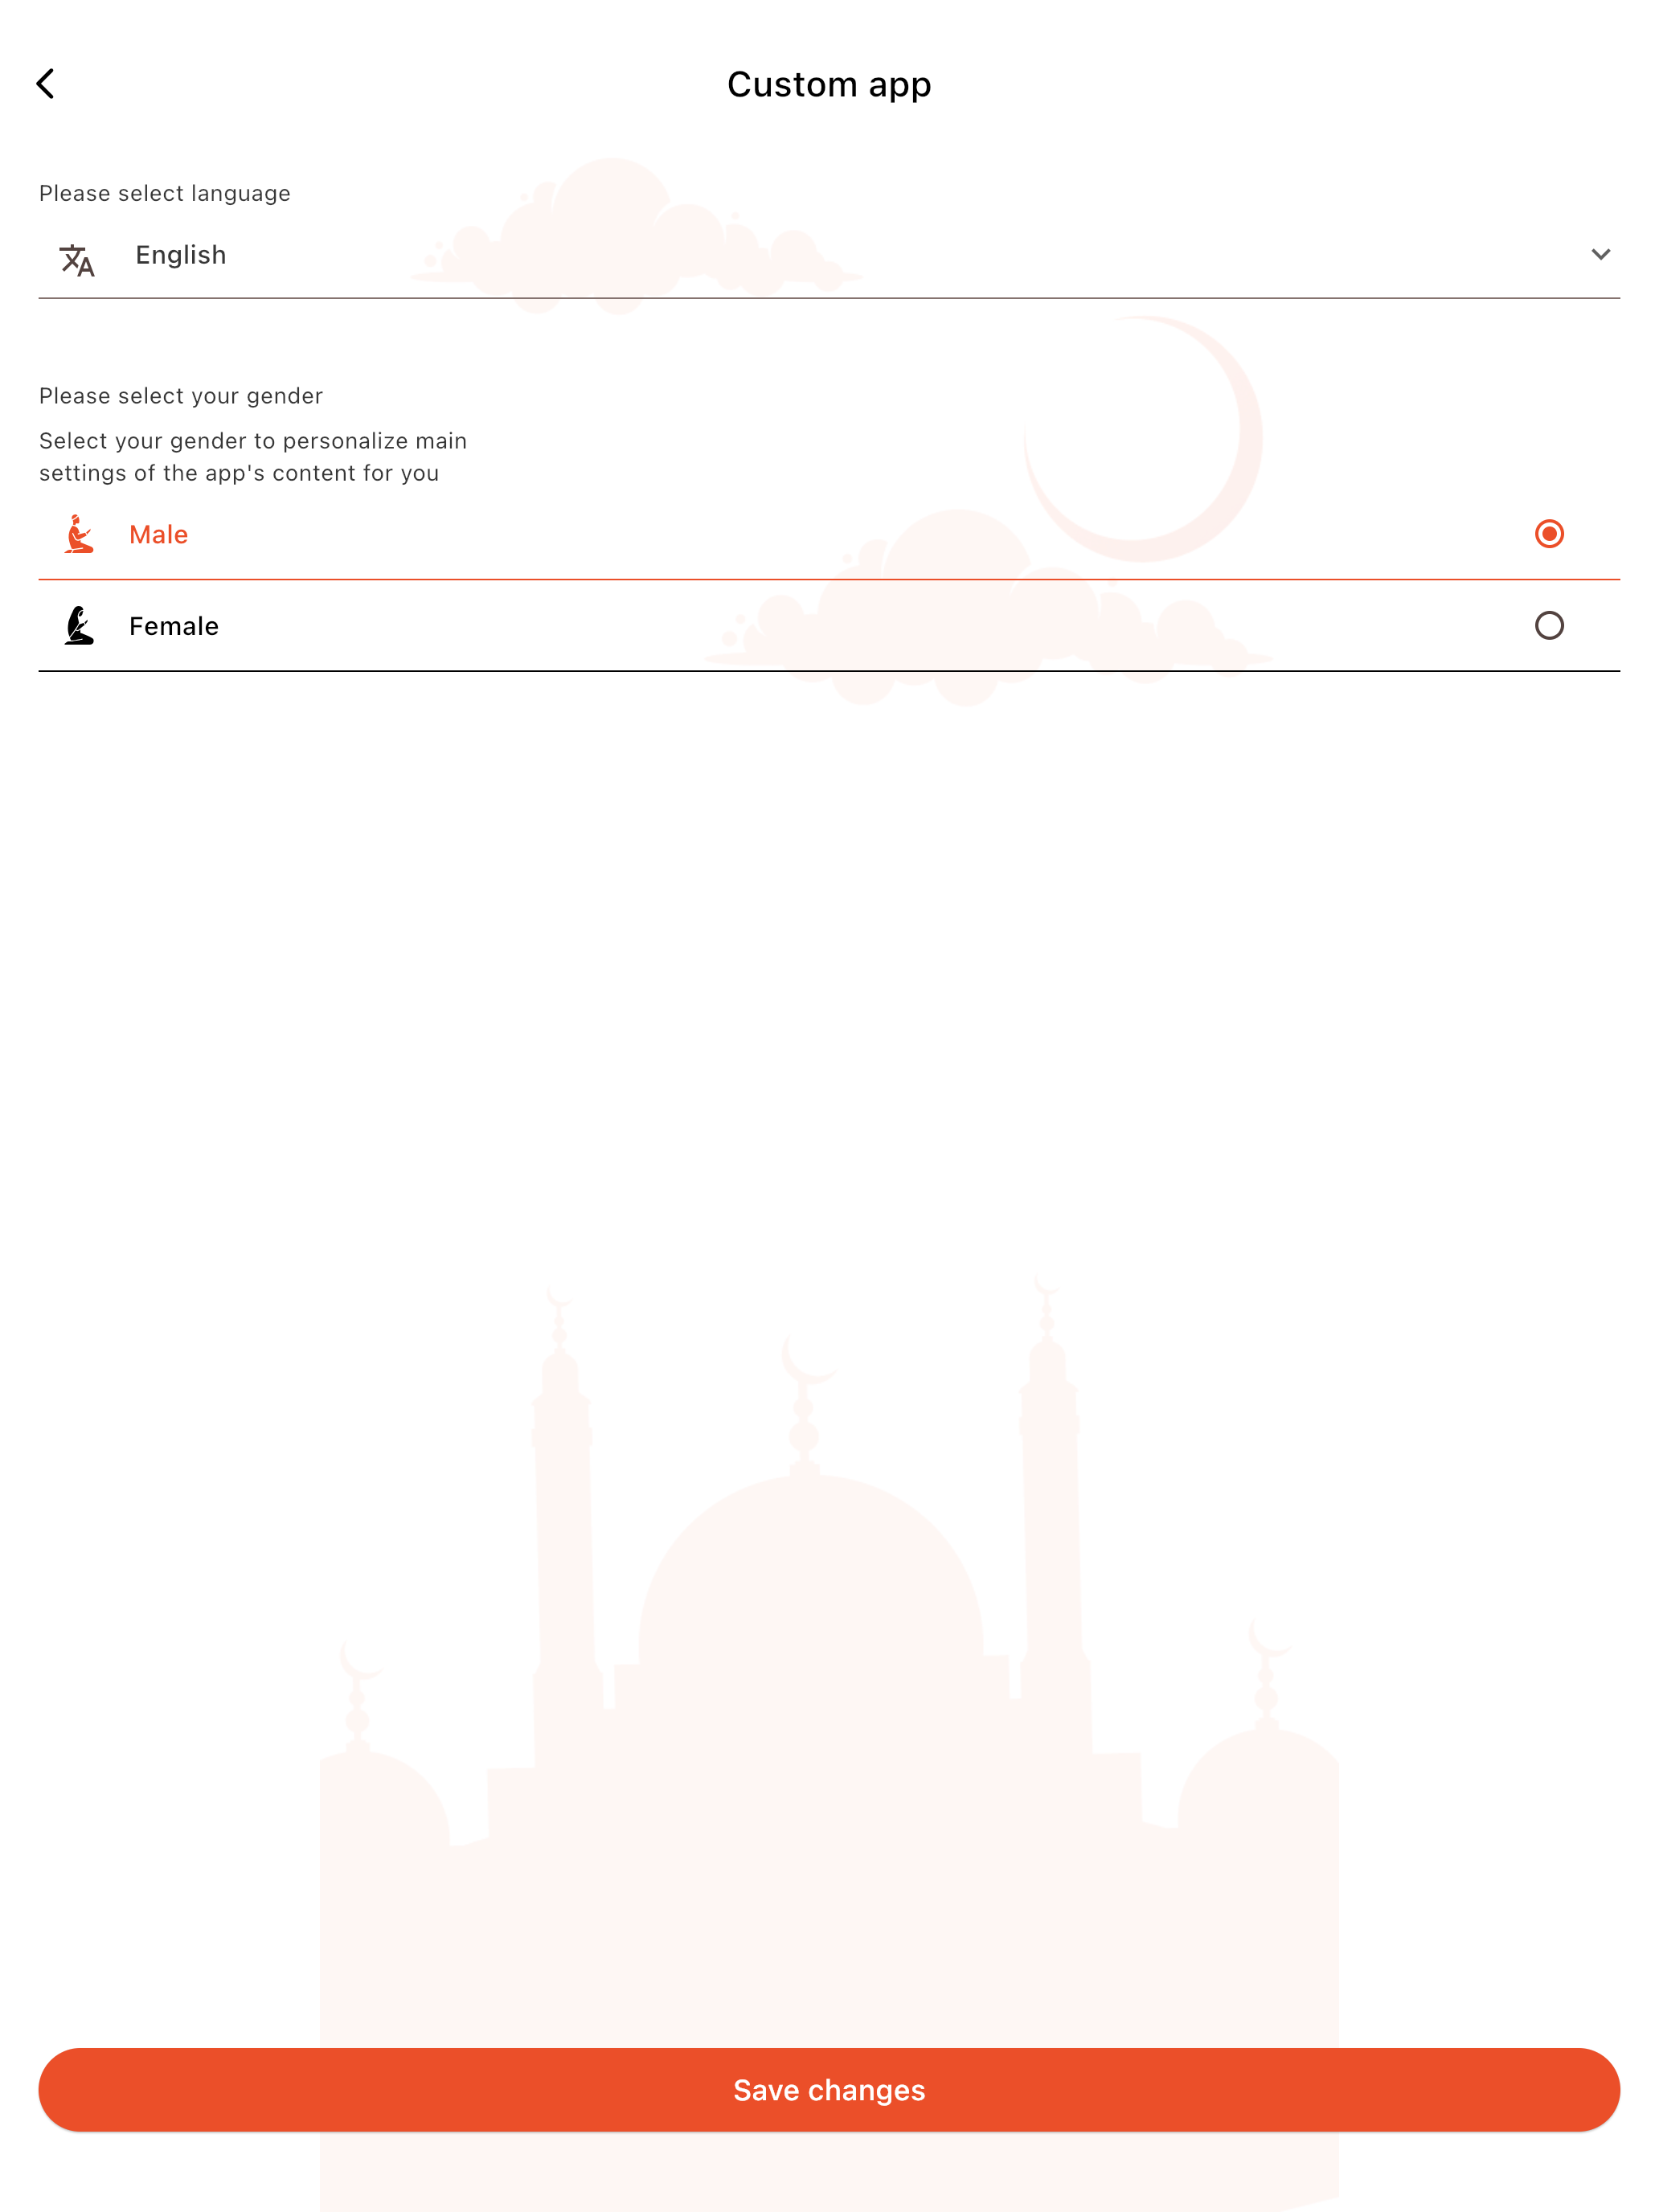 Custom app
Please select language
English
Please select your gender
Select your gender to personalize main
settings of the app's content for you
Male
Female
Save changes